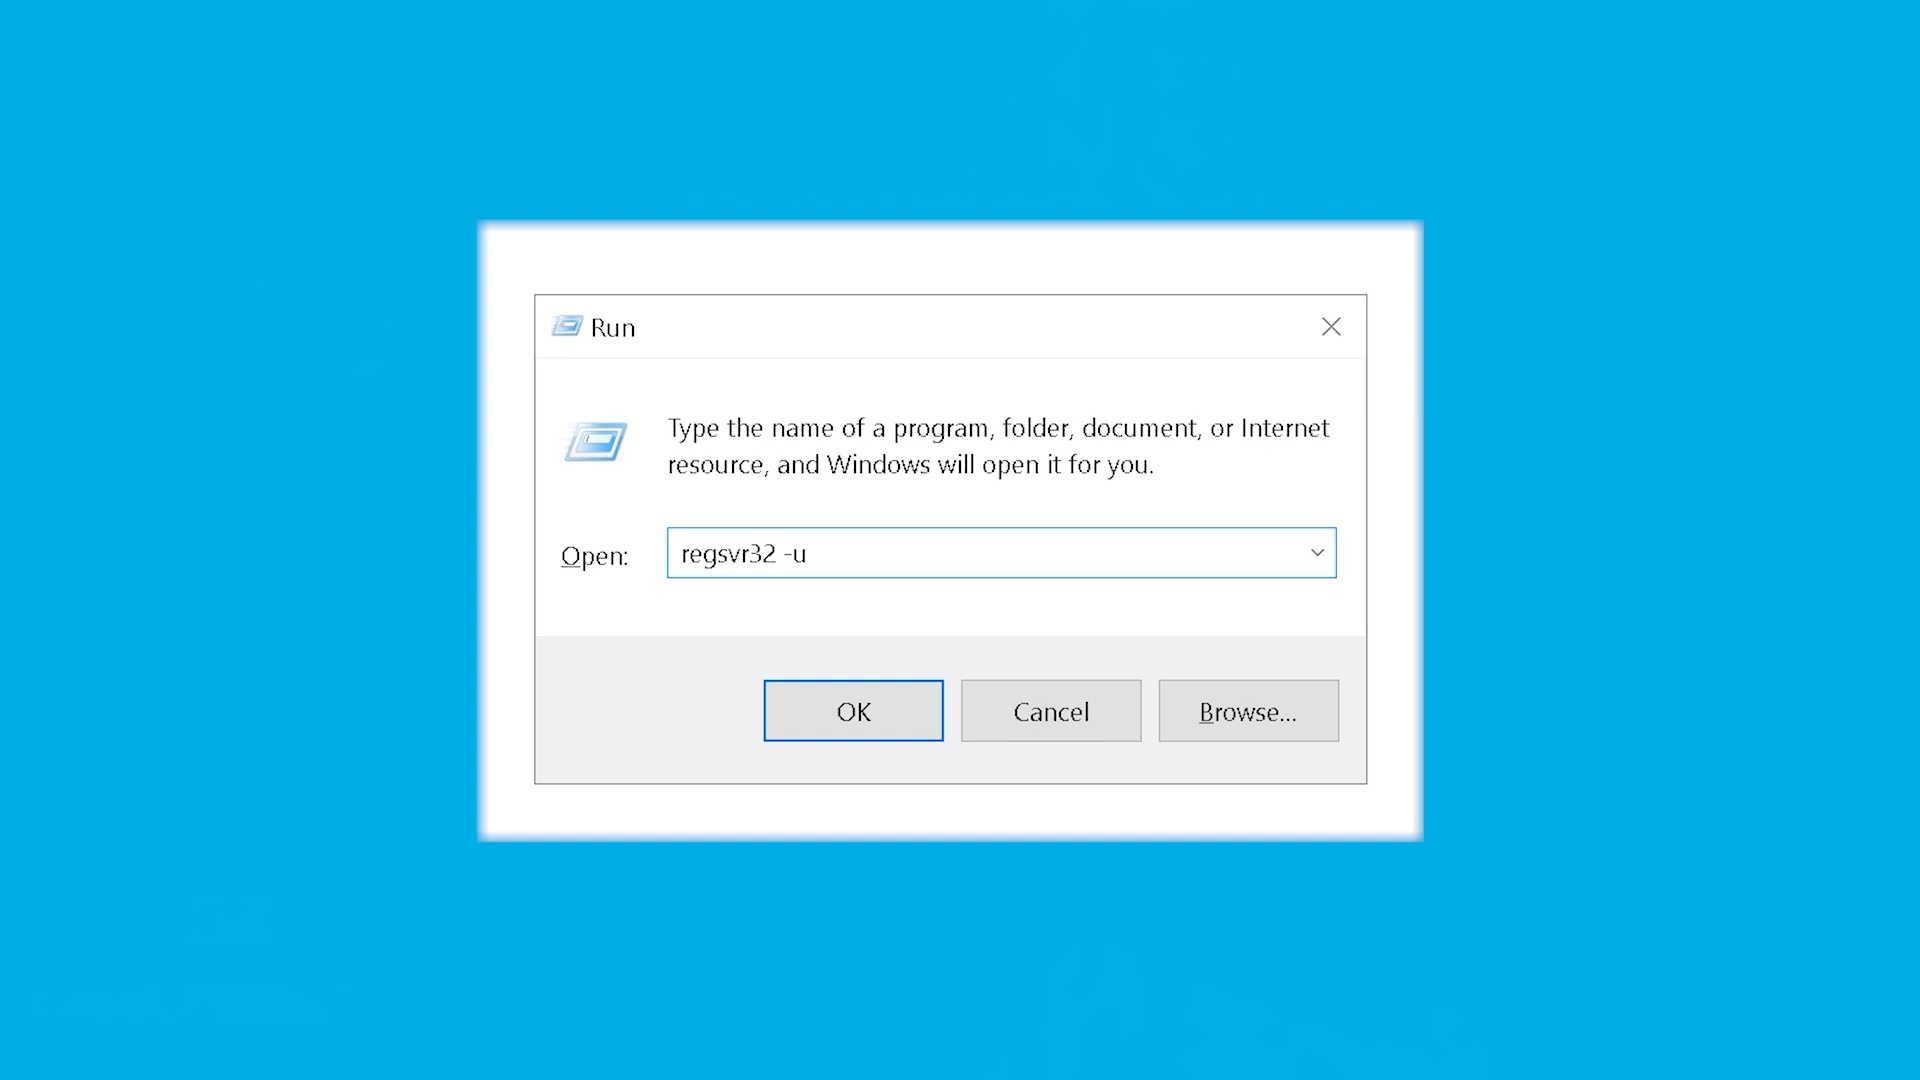 Run
Type the name of a program, folder, document, or Internet
resource, and Windows will open it for you.
Open:
regsvr32 -u
OK
Cancel
Browse...